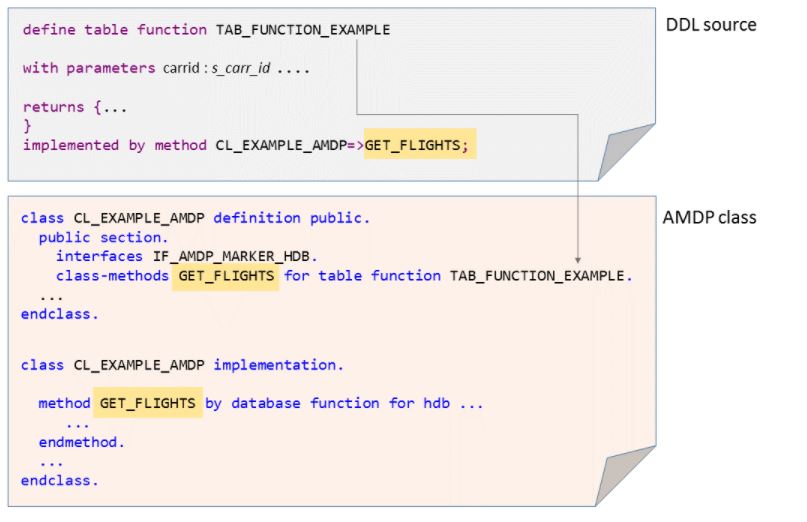 DDL source
define table function TAB_FUNCTION_EXAMPLE
with parameters carrid : s_carr_id ....
returns {...
}
implemented by method CL_EXAMPLE_AMDP=>GET_FLIGHTS;
AMDP class
class CL_EXAMPLE_AMDP definition public.
public section.
interfaces IF_AMDP_MARKER_HDB.
class-methods GET_FLIGHTS for table function TAB_FUNCTION_EXAMPLE.
...
endclass.
class CL_EXAMPLE_AMDP implementation.
method GET_FLIGHTS by database function for hdb ...
...
endmethod.
...
endclass.